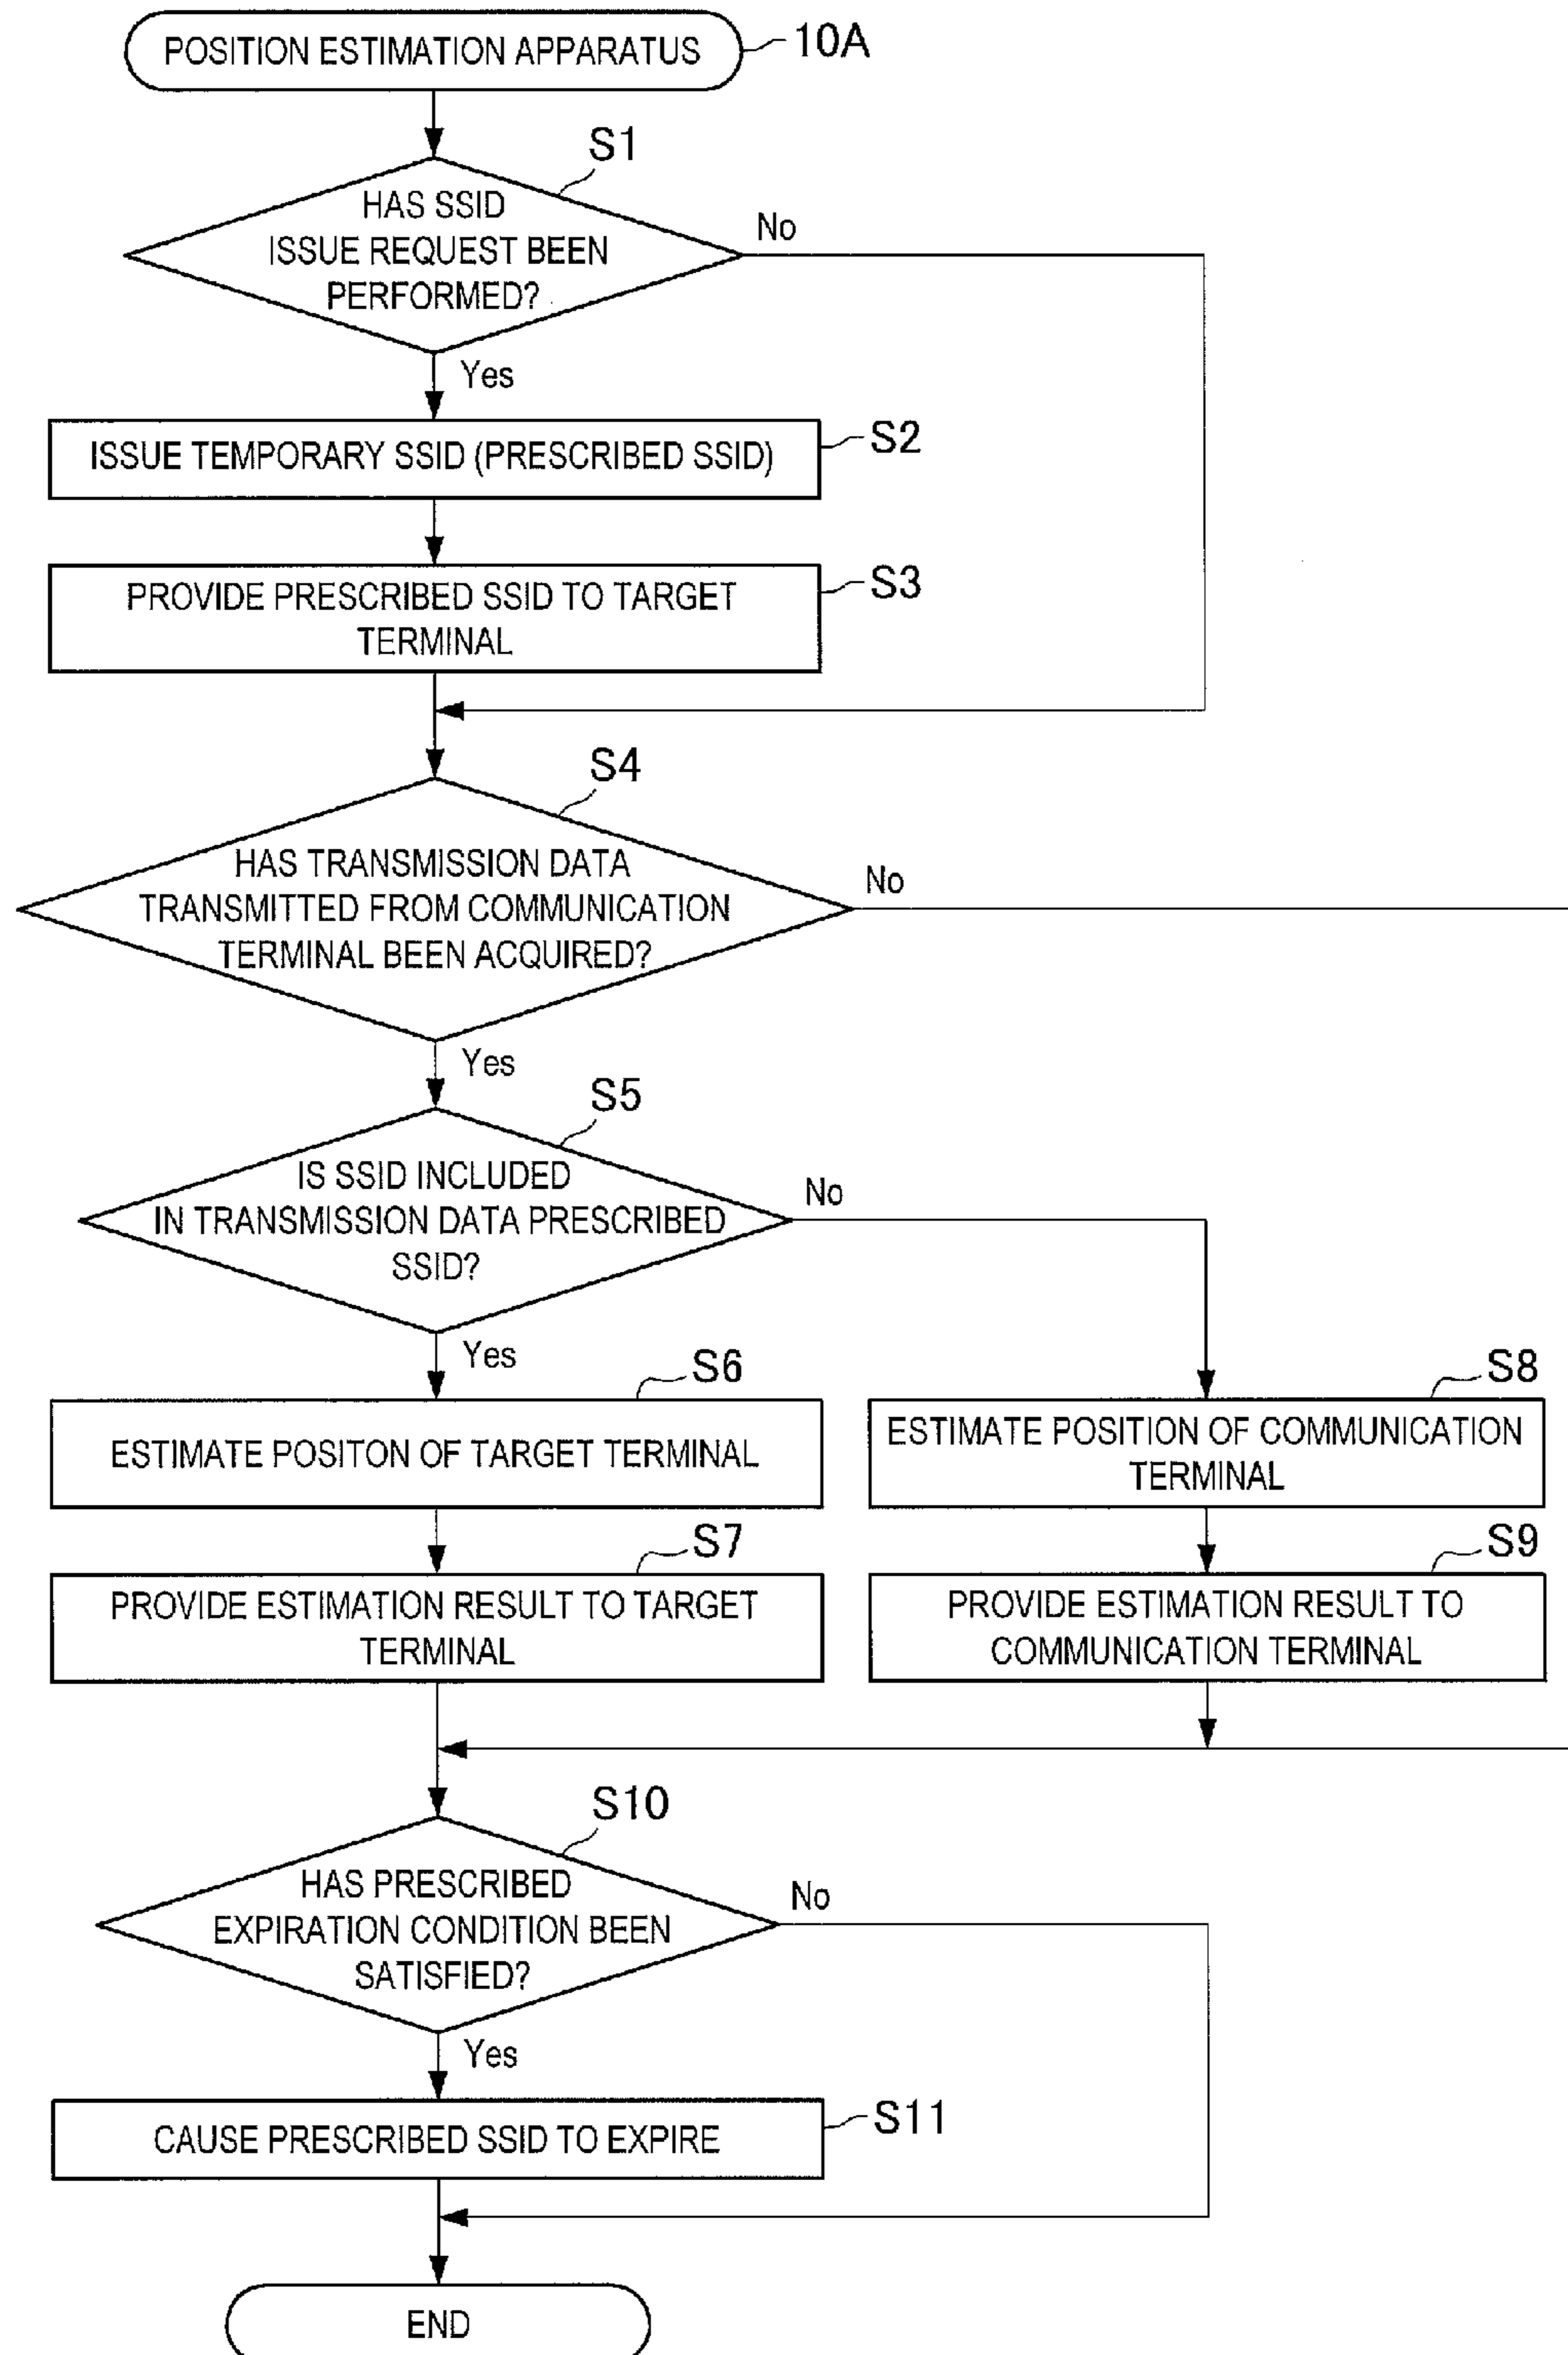 POSITION ESTIMATION APPARATUS
10A
S1
HAS SSID
ISSUE REQUEST BEEN
PERFORMED?
No
Yes
ISSUE TEMPORARY SSID (PRESCRIBED SSID)
S2
PROVIDE PRESCRIBED SSID TO TARGET
TERMINAL
S3
S4
HAS TRANSMISSION DATA
TRANSMITTED FROM COMMUNICATION
TERMINAL BEEN ACQUIRED?
No
Yes
S5
IS SSID INCLUDED
IN TRANSMISSION DATA PRESCRIBED
SSID?
No
Yes
S6
ESTIMATE POSITON OF TARGET TERMINAL
S8
ESTIMATE POSITION OF COMMUNICATION
TERMINAL
S7
PROVIDE ESTIMATION RESULT TO TARGET
TERMINAL
S9
PROVIDE ESTIMATION RESULT TO
COMMUNICATION TERMINAL
S10
HAS PRESCRIBED
EXPIRATION CONDITION BEEN
SATISFIED?
No
Yes
CAUSE PRESCRIBED SSID TO EXPIRE
S11
END